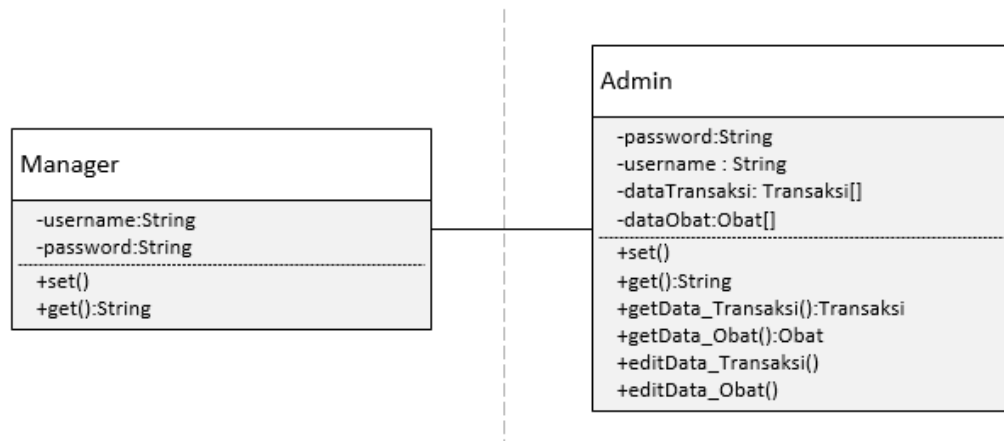 Manager
-username:String
-password:String
+set()
+get():String
Admin
-password:String
-username : String
-dataTransaksi: Transaksi[]
-dataObat:Obat[]
+set()
+get():String
+getData_Transaksi():Transaksi
+getData_Obat():Obat
+editData_Transaksi()
+editData_Obat()